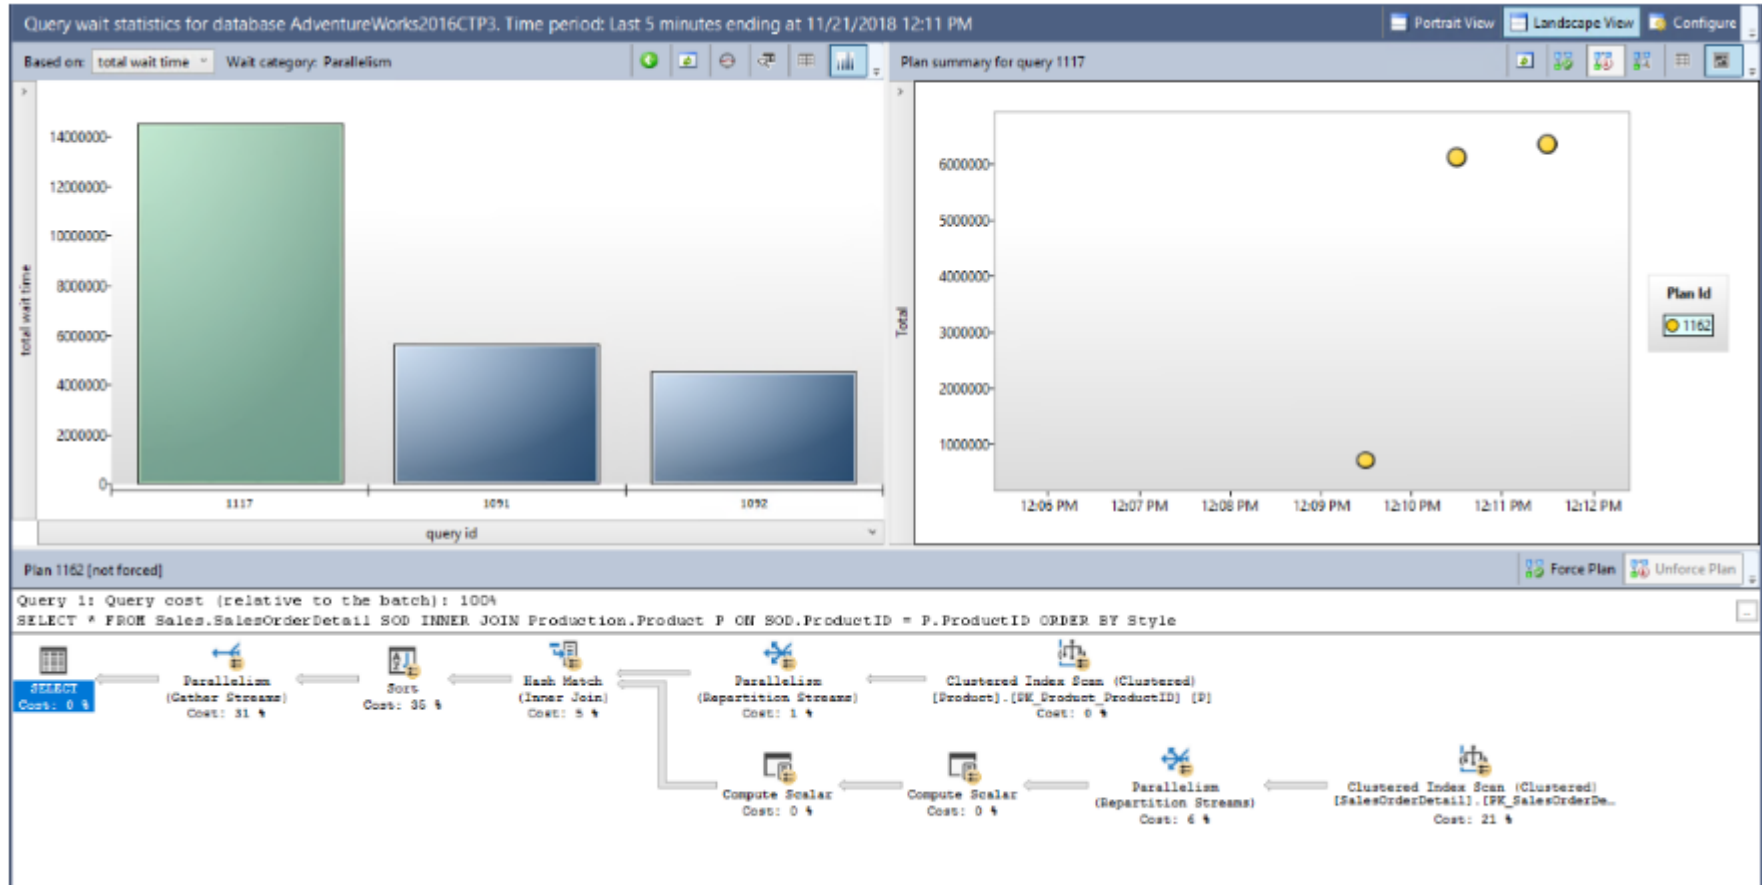 Query wait statistics for database AdventureWorks2016CTP3. Time period: Last 5 minutes ending at 11/21/2018 12:11 PM
Portrait View
Landscape View
Configure
Based on: total wait time
Wait category: Parallelism
Plan summary for query 1117
14000000
12000000
10000000
8000000
6000000
4000000
2000000
0
total wait time
1117
1091
1092
query id
6000000
5000000
4000000
3000000
2000000
1000000
Total
12:06 PM
12:07 PM
12:08 PM
12:09 PM
12:10 PM
12:11 PM
12:12 PM
Plan Id
1162
Plan 1162 [not forced]
Force Plan
Unforce Plan
Query 1: Query cost (relative to the batch): 100%
SELECT * FROM Sales.SalesOrderDetail SOD INNER JOIN Production.Product P ON SOD.ProductID = P.ProductID ORDER BY Style
SELECT
Cost: 0 %
Parallelism
(Gather Streams)
Cost: 31 %
Sort
Cost: 35 %
Hash Match
(Inner Join)
Cost: 5 %
Parallelism
(Repartition Streams)
Cost: 1 %
Clustered Index Scan (Clustered)
[Product].[PK_Product_ProductID] [P]
Cost: 0 %
Compute Scalar
Cost: 0 %
Compute Scalar
Cost: 0 %
Parallelism
(Repartition Streams)
Cost: 6 %
Clustered Index Scan (Clustered)
[SalesOrderDetail].[PK_SalesOrderDe…
Cost: 21 %